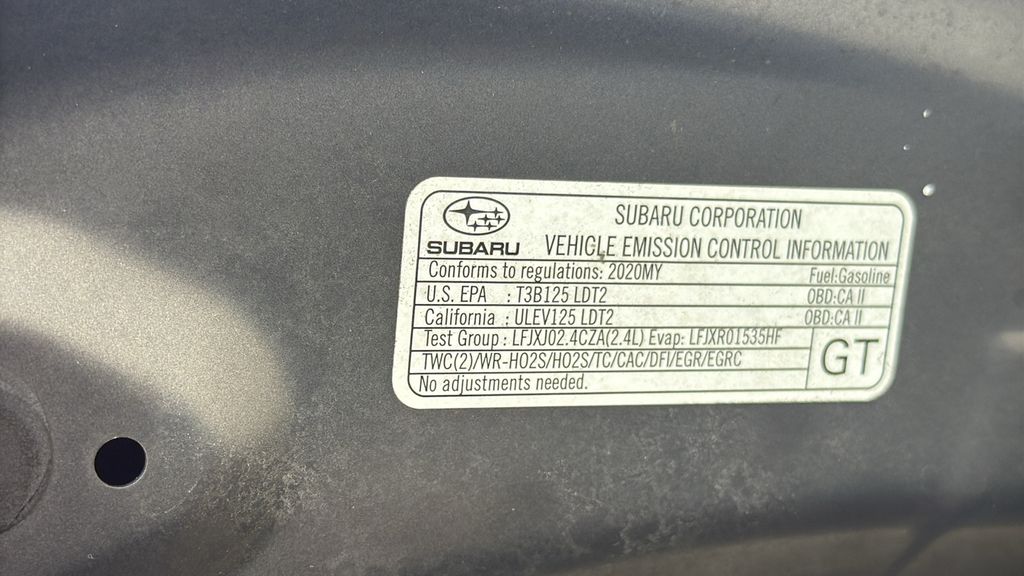 SUBARU CORPORATION
SUBARU VEHICLE EMISSION CONTROL INFORMATION
Conforms to regulations: 2020MY Fuel:Gasoline
U.S. EPA : T3B125 LDT2 OBD:CA II
California : ULEV125 LDT2 OBD:CA II
Test Group : LFJXJ02.4CZA(2.4L) Evap: LFJXR01535HF
TWC(2)/WR-HO2S/HO2S/TC/CAC/DFI/EGR/EGRC
GT
No adjustments needed.